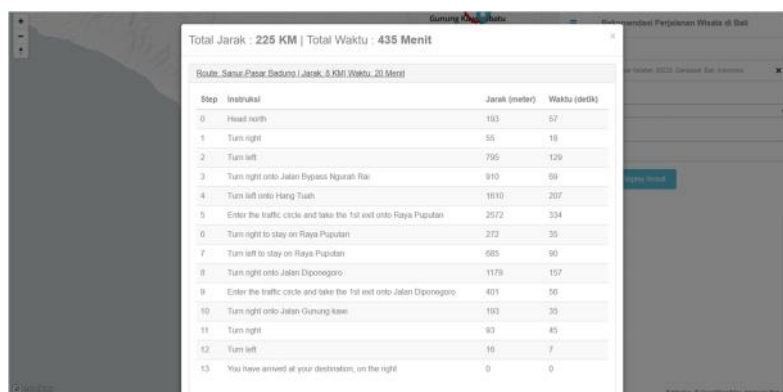 Gunung
Rekomendasi Perjalanan Wisata di Bali
Total Jarak : 225 KM | Total Waktu : 435 Menit
×
Route: Sanur-Pasar Badung | Jarak: 8 KM| Waktu: 20 Menit
Step Instruksi Jarak (meter) Waktu (detik)
0 Head north 193 57
1 Turn right 55 18
2 Turn left 795 129
3 Turn right onto Jalan Bypass Ngurah Rai 910 69
4 Turn left onto Hang Tuah 1610 207
5 Enter the traffic circle and take the 1st exit onto Raya Puputan 2572 334
6 Turn right to stay on Raya Puputan 272 35
7 Turn left to stay on Raya Puputan 685 90
8 Turn right onto Jalan Diponegoro 1179 157
9 Enter the traffic circle and take the 1st exit onto Jalan Diponegoro 401 56
10 Turn right onto Jalan Gunung kawi 193 35
11 Turn right 93 45
12 Turn left 16 7
13 You have arrived at your destination, on the right 0 0